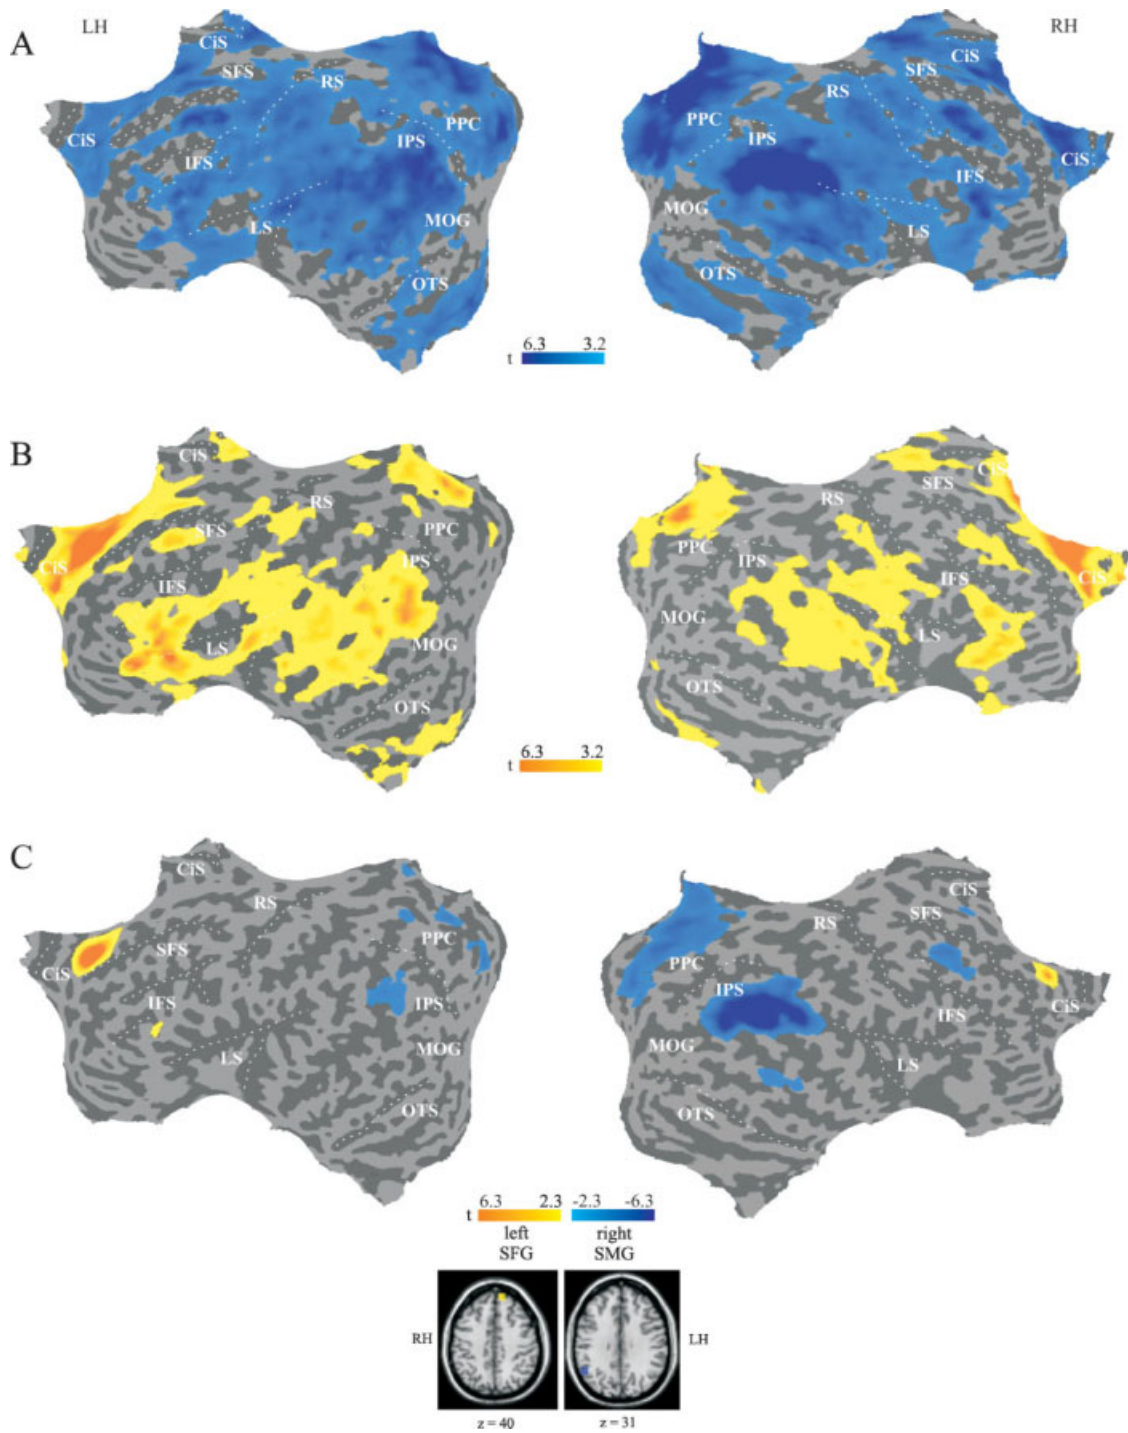 A
LH
RH
CiS
SFS
RS
CiS
IFS
IPS
PPC
LS
MOG
OTS
CiS
SFS
RS
PPC
IPS
CiS
IFS
MOG
LS
OTS
6.3 3.2
t
B
CiS
RS
SFS
PPC
CiS
IFS
IPS
LS
MOG
OTS
CiS
SFS
RS
PPC
IPS
CiS
IFS
MOG
LS
OTS
6.3 3.2
t
C
CiS
RS
SFS
PPC
CiS
IFS
IPS
LS
MOG
OTS
CiS
SFS
RS
PPC
IPS
CiS
IFS
MOG
LS
OTS
6.3 2.3 -2.3 -6.3
t
left right
SFG SMG
RH LH
z = 40 z = 31